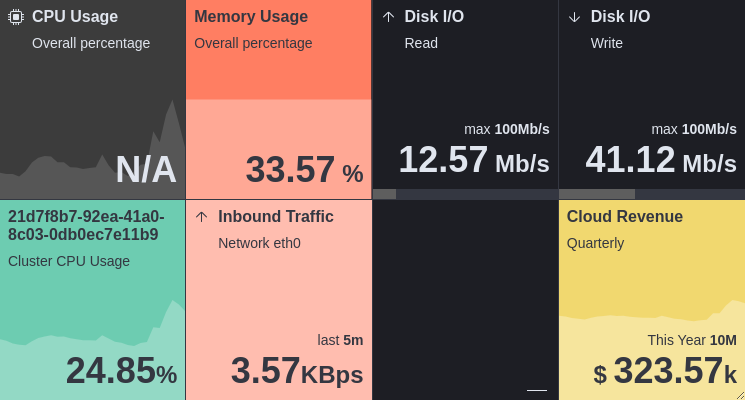 CPU Usage
Overall percentage
N/A
Memory Usage
Overall percentage
33.57 %
Disk I/O
Read
max 100Mb/s
12.57 Mb/s
Disk I/O
Write
max 100Mb/s
41.12 Mb/s
21d7f8b7-92ea-41a0-
8c03-0db0ec7e11b9
Cluster CPU Usage
24.85%
Inbound Traffic
Network eth0
last 5m
3.57KBps
Cloud Revenue
Quarterly
This Year 10M
$ 323.57k